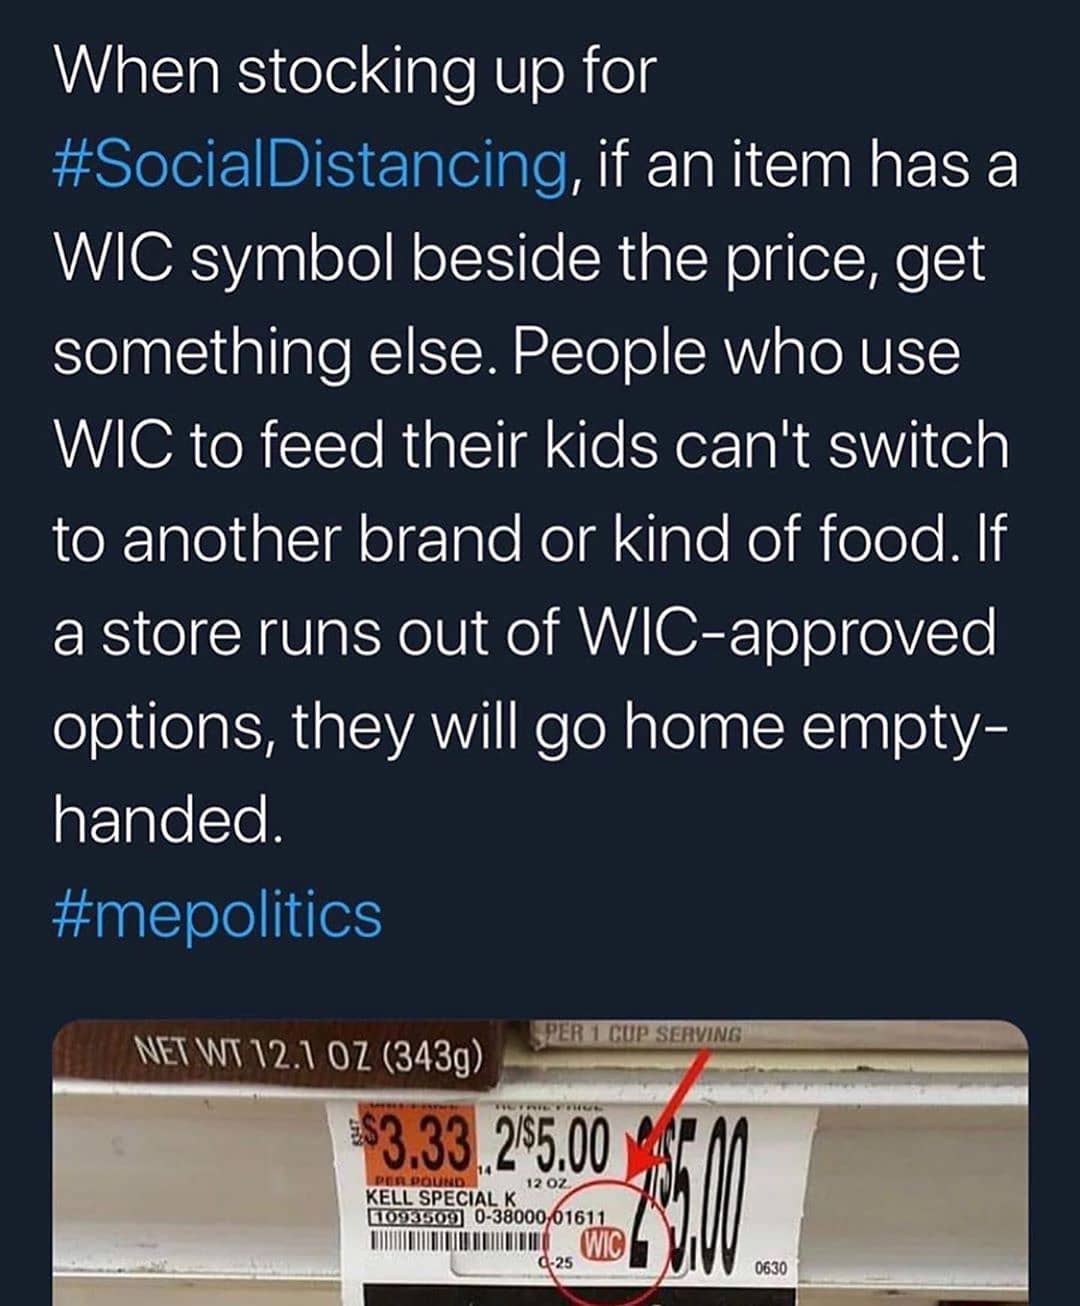 When stocking up for
#SocialDistancing, if an item has a
WIC symbol beside the price, get
something else. People who use
WIC to feed their kids can't switch
to another brand or kind of food. If
a store runs out of WIC-approved
options, they will go home empty-
handed.
#mepolitics
NET WT 12.1 OZ (343g)
PER 1 CUP SERVING
$3.33 2/$5.00 2/$5.00
PER POUND 12 OZ
KELL SPECIAL K
1093509 0-38000-01611
WIC
C-25
0630